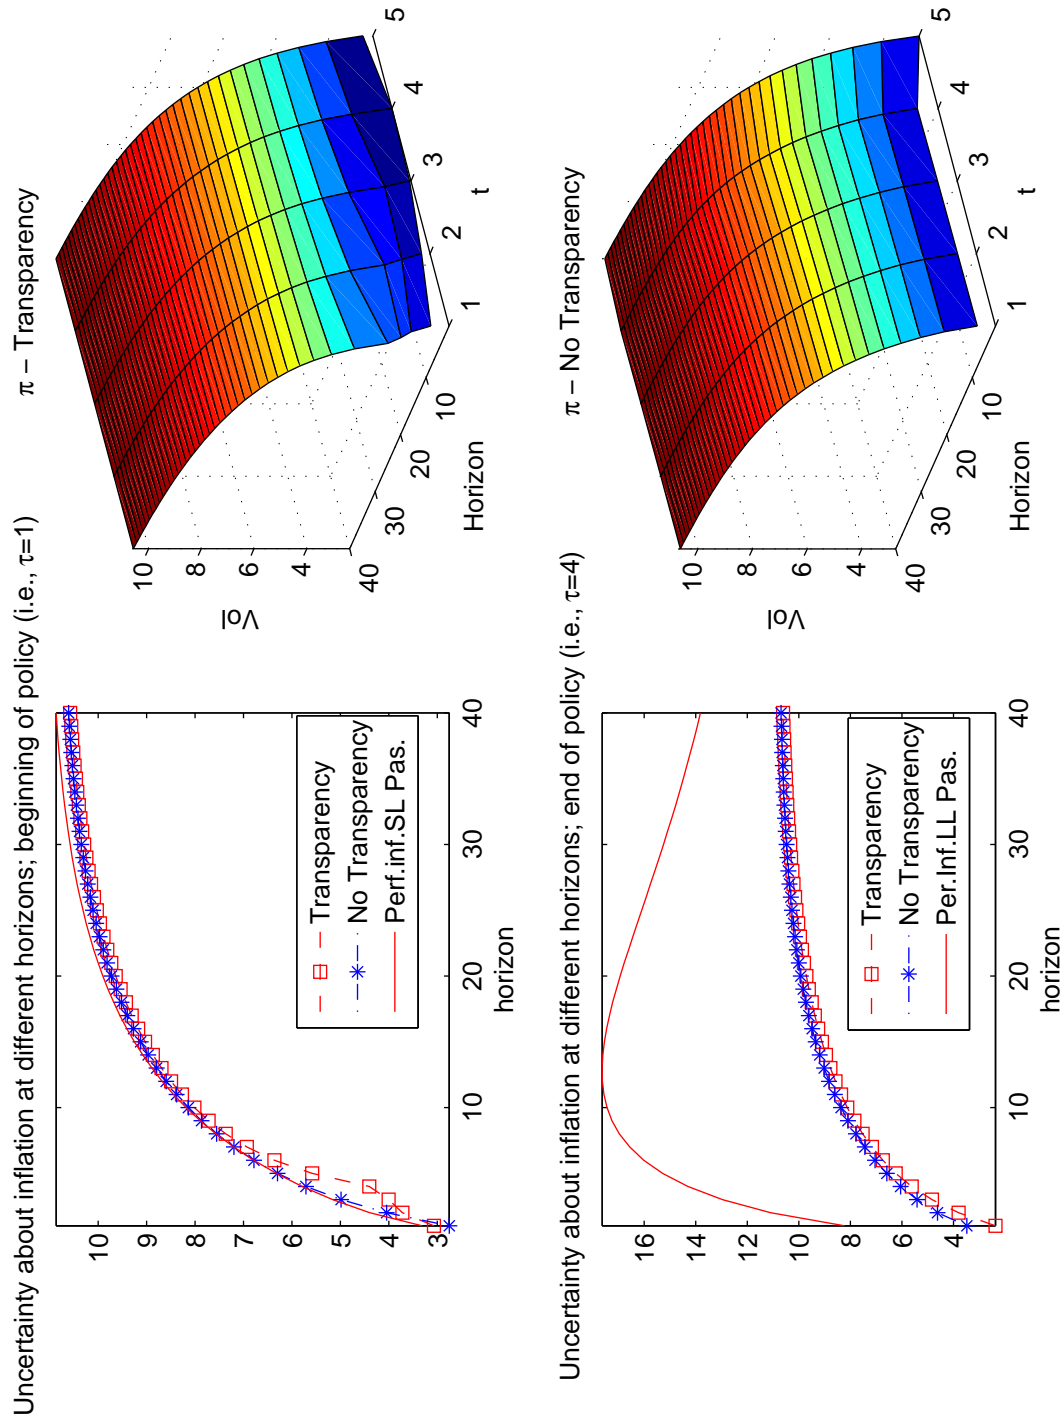 Uncertainty about inflation at different horizons; beginning of policy (i.e., τ=1)
10
9
8
7
6
5
4
3
10
20
30
40
horizon
Transparency
No Transparency
Perf.inf.SL Pas.
π − Transparency
10
8
6
4
Vol
40
30
20
10
Horizon
1
2
3
4
5
t
Uncertainty about inflation at different horizons; end of policy (i.e., τ=4)
16
14
12
10
8
6
4
10
20
30
40
horizon
Transparency
No Transparency
Per.Inf.LL Pas.
π − No Transparency
10
8
6
4
Vol
40
30
20
10
Horizon
1
2
3
4
5
t